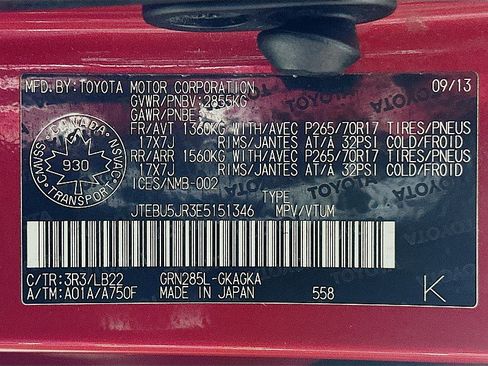 MFD.BY:TOYOTA MOTOR CORPORATION 09/13
GVWR/PNBV:2855KG
GAWR/PNBE
FR/AVT 1360KG WITH/AVEC P265/70R17 TIRES/PNEUS
17X7J RIMS/JANTES AT/À 32PSI COLD/FROID
RR/ARR 1560KG WITH/AVEC P265/70R17 TIRES/PNEUS
17X7J RIMS/JANTES AT/À 32PSI COLD/FROID
ICES/NMB-002
CANADA
NSVAC
930
SNVAC
TRANSPORT
TYPE
JTEBU5JR3E5151346 MPV/VTUM
C/TR:3R3/LB22 GRN285L-GKAGKA
A/TM:A01A/A750F MADE IN JAPAN 558 K